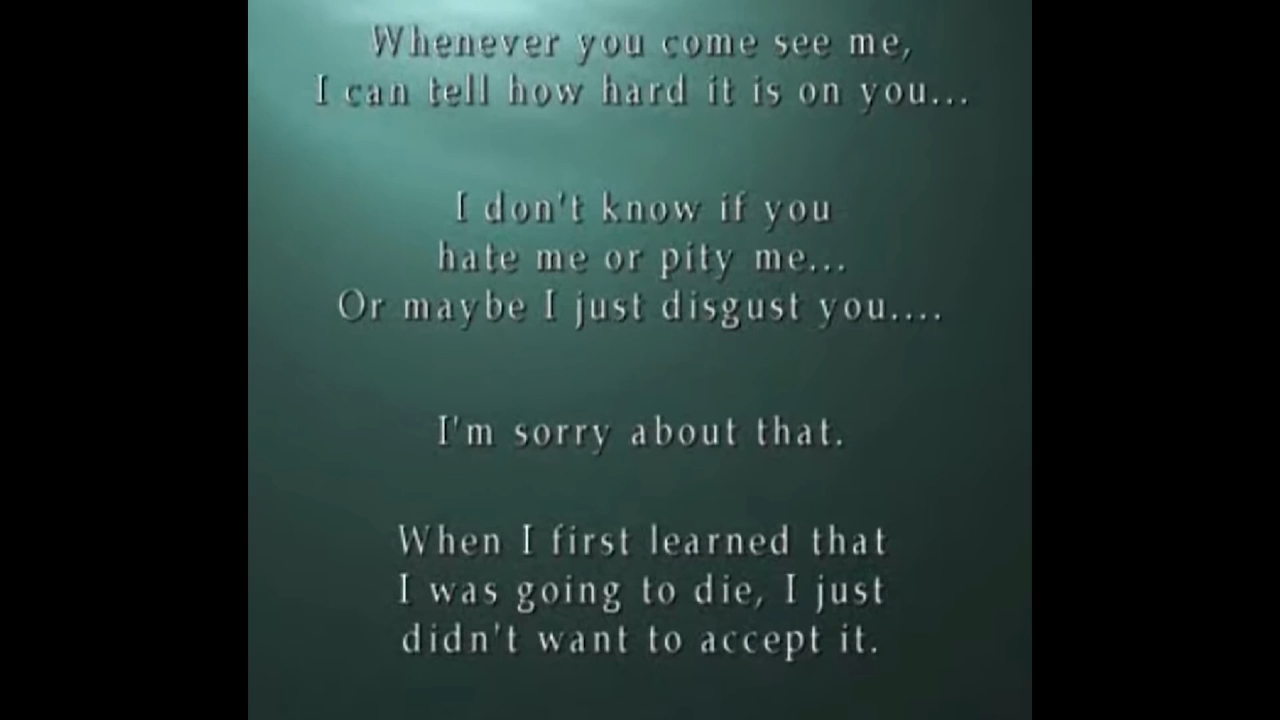 Whenever you come see me,
I can tell how hard it is on you...
I don't know if you
hate me or pity me...
Or maybe I just disgust you....
I'm sorry about that.
When I first learned that
I was going to die, I just
didn't want to accept it.